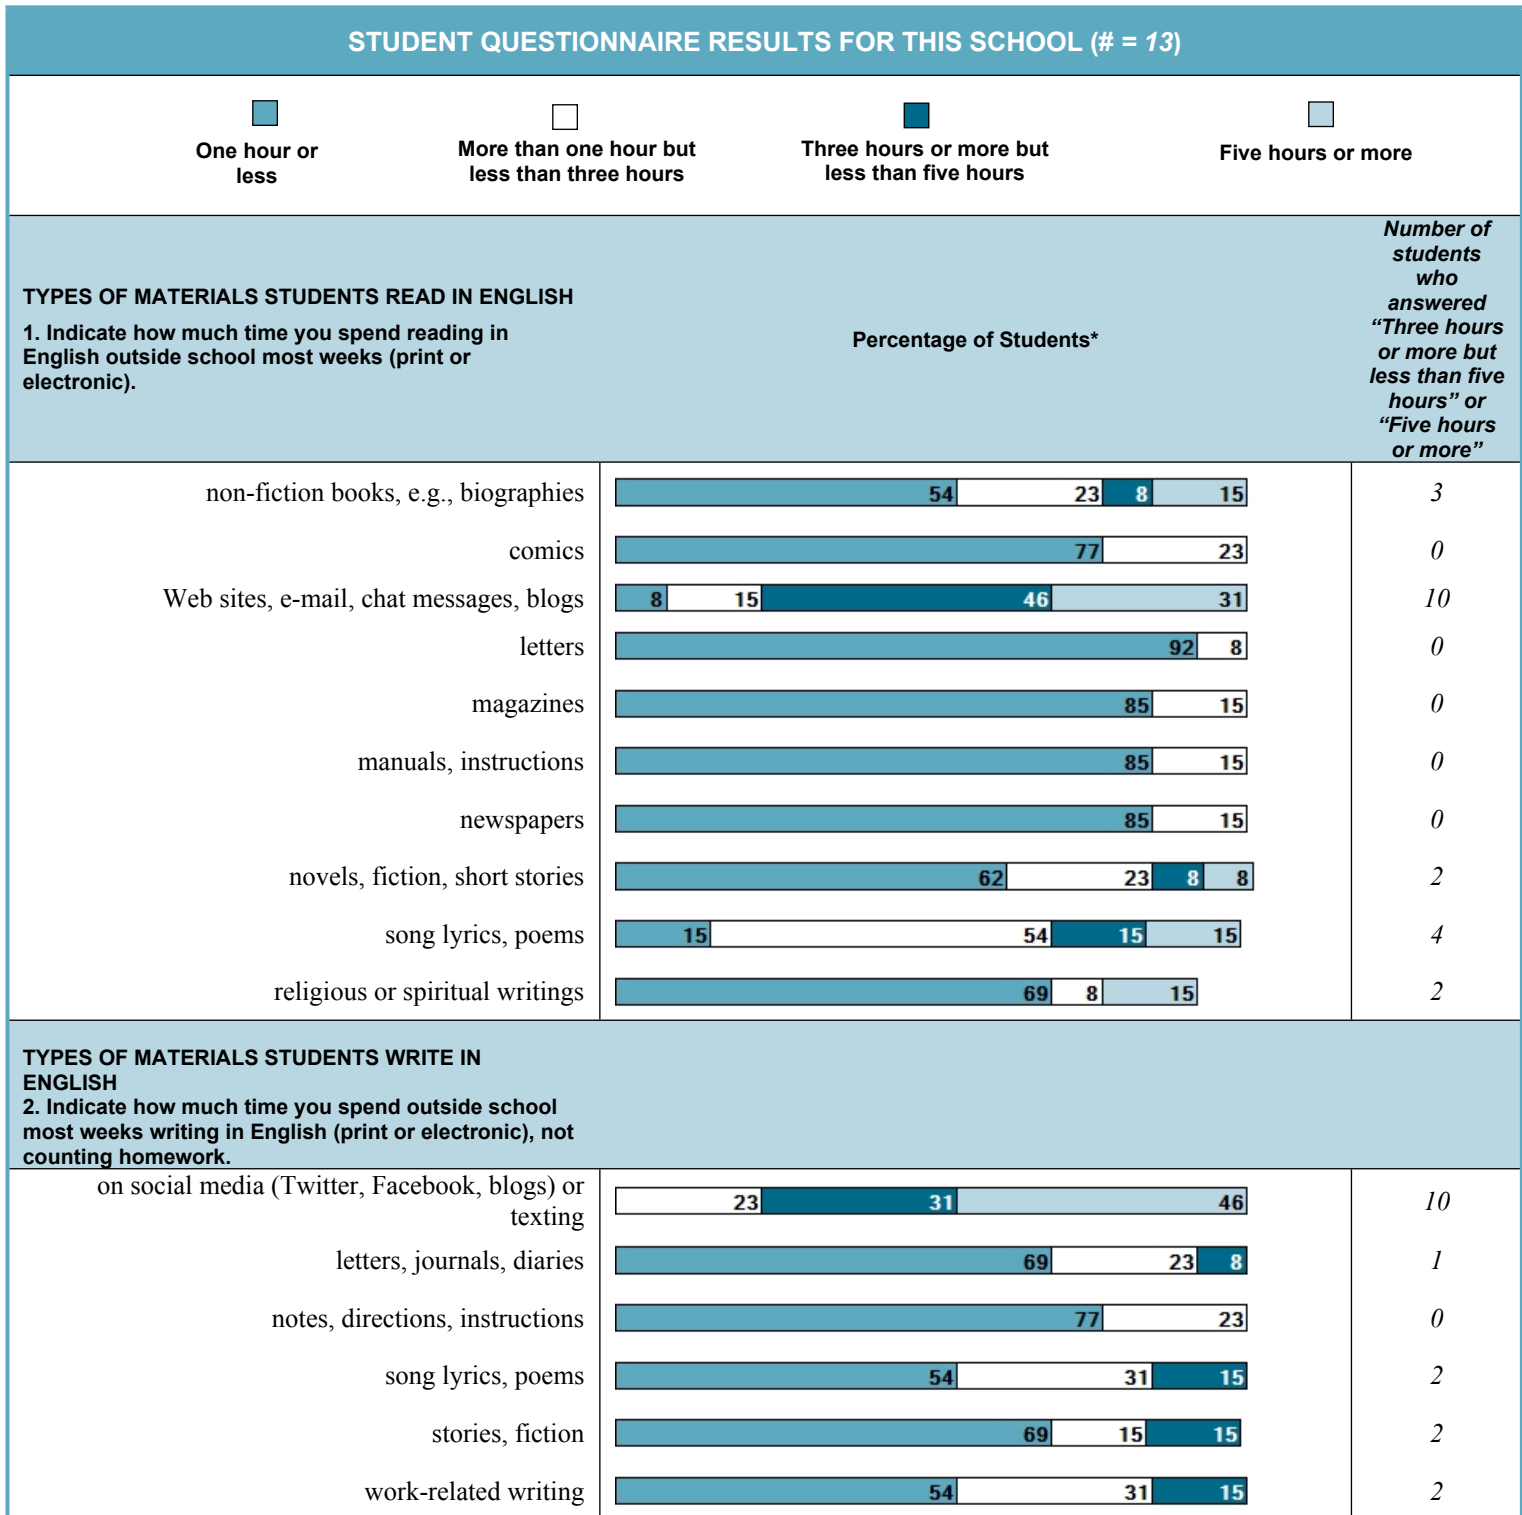 STUDENT QUESTIONNAIRE RESULTS FOR THIS SCHOOL (# = 13)
One hour or
less
More than one hour but
less than three hours
Three hours or more but
less than five hours
Five hours or more
TYPES OF MATERIALS STUDENTS READ IN ENGLISH
1. Indicate how much time you spend reading in
English outside school most weeks (print or
electronic).
Percentage of Students*
Number of
students
who
answered
“Three hours
or more but
less than five
hours” or
“Five hours
or more”
non-fiction books, e.g., biographies 54 23 8 15 3
comics 77 23 0
Web sites, e-mail, chat messages, blogs 8 15 46 31 10
letters 92 8 0
magazines 85 15 0
manuals, instructions 85 15 0
newspapers 85 15 0
novels, fiction, short stories 62 23 8 8 2
song lyrics, poems 15 54 15 15 4
religious or spiritual writings 69 8 15 2
TYPES OF MATERIALS STUDENTS WRITE IN
ENGLISH
2. Indicate how much time you spend outside school
most weeks writing in English (print or electronic), not
counting homework.
on social media (Twitter, Facebook, blogs) or
texting 23 31 46 10
letters, journals, diaries 69 23 8 1
notes, directions, instructions 77 23 0
song lyrics, poems 54 31 15 2
stories, fiction 69 15 15 2
work-related writing 54 31 15 2